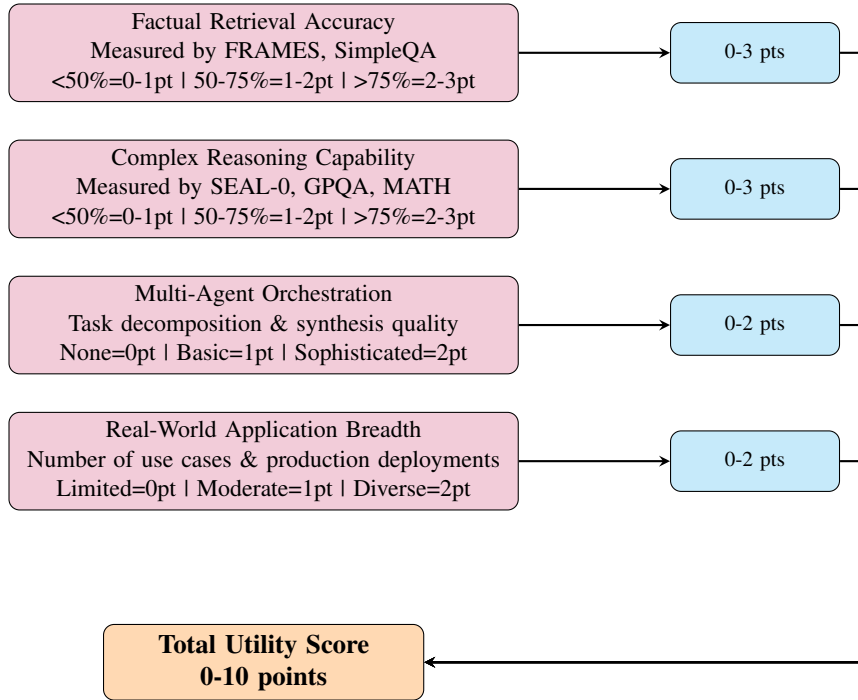 Factual Retrieval Accuracy
Measured by FRAMES, SimpleQA
<50%=0-1pt | 50-75%=1-2pt | >75%=2-3pt
0-3 pts
Complex Reasoning Capability
Measured by SEAL-0, GPQA, MATH
<50%=0-1pt | 50-75%=1-2pt | >75%=2-3pt
0-3 pts
Multi-Agent Orchestration
Task decomposition & synthesis quality
None=0pt | Basic=1pt | Sophisticated=2pt
0-2 pts
Real-World Application Breadth
Number of use cases & production deployments
Limited=0pt | Moderate=1pt | Diverse=2pt
0-2 pts
Total Utility Score
0-10 points